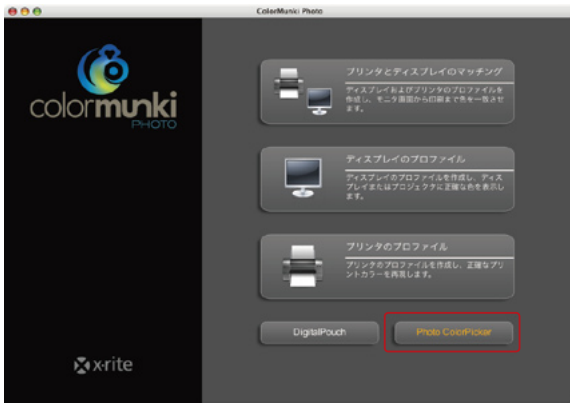 ColorMunki Photo
colormunki
PHOTO
プリンタとディスプレイのマッチング
ディスプレイおよびプリンタのプロファイルを
作成し、モニタ画面から印刷まで色を一致させ
ます。
ディスプレイのプロファイル
ディスプレイのプロファイルを作成し、ディス
プレイまたはプロジェクタに正確な色を表示し
ます。
プリンタのプロファイル
プリンタのプロファイルを作成し、正確なプリ
ントカラーを再現します。
DigitalPouch
Photo ColorPicker
x-rite